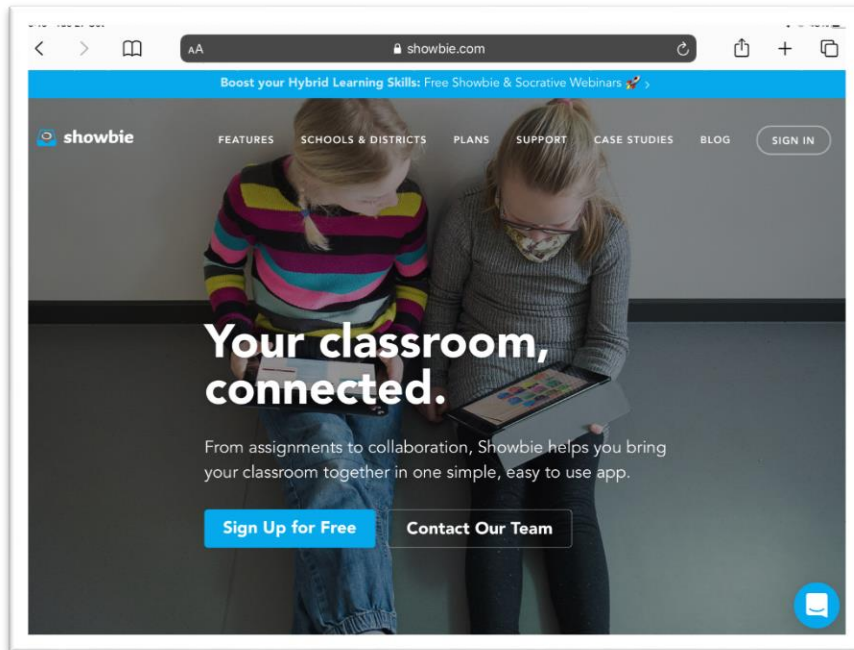 AA
showbie.com
Boost your Hybrid Learning Skills: Free Showbie & Socrative Webinars 🚀 >
showbie
FEATURES SCHOOLS & DISTRICTS PLANS SUPPORT CASE STUDIES BLOG SIGN IN
Your classroom,
connected.
From assignments to collaboration, Showbie helps you bring
your classroom together in one simple, easy to use app.
Sign Up for Free Contact Our Team